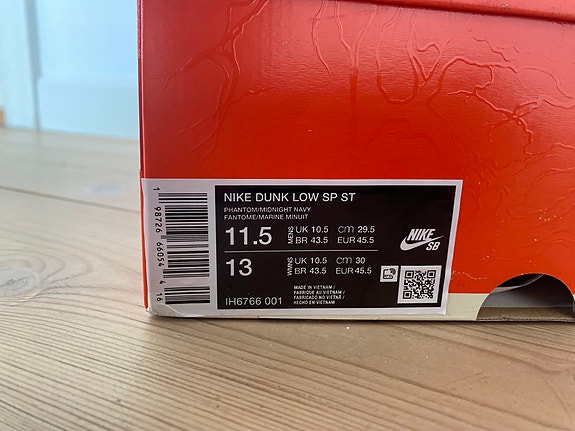 1 98726 66054 4 16
NIKE DUNK LOW SP ST
PHANTOM/MIDNIGHT NAVY
FANTOME/MARINE MINUIT
11.5 MENS UK 10.5 CM 29.5
BR 43.5 EUR 45.5
13 WMNS UK 10.5 CM 30
BR 43.5 EUR 45.5
NIKE
SB
IH6766 001
MADE IN VIETNAM /
FABRIQUÉ AU VIETNAM /
FABRICADO NO VIETNÃ /
HECHO EN VIETNAM